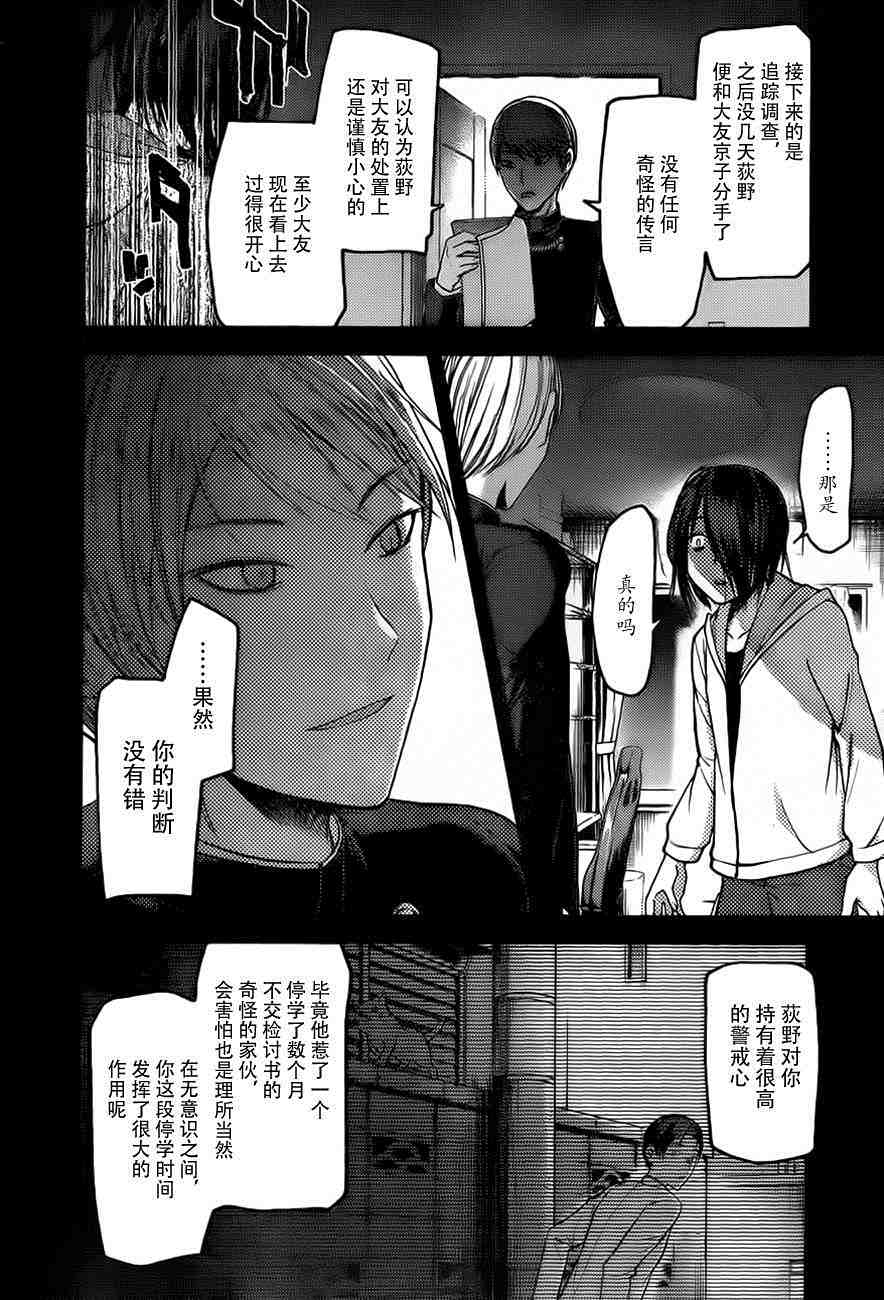 接下来的是
追踪调查，
之后没几天荻野
便和大友京子分手了
没有任何
奇怪的传言
可以认为荻野
对大友的处置上
还是谨慎小心的
至少大友
现在看上去
过得很开心
……那是
真的吗
……果然
你的判断
没有错
荻野对你
持有着很高
的警戒心
毕竟他惹了一个
停学了数个月
不交检讨书的
奇怪的家伙，
会害怕也是理所当然
在无意识之间，
你这段停学时间
发挥了很大的
作用呢